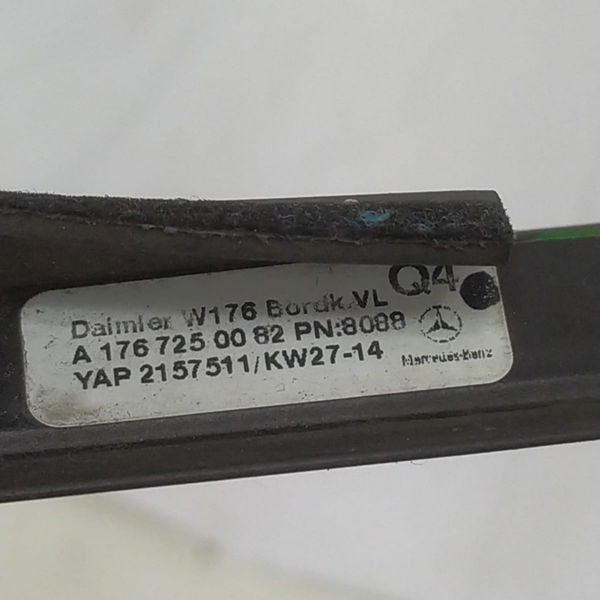 Q4
Daimler W176 Bordk.VL
A 176 725 00 82 PN:8088
YAP 2157511/KW27-14
Mercedes-Benz